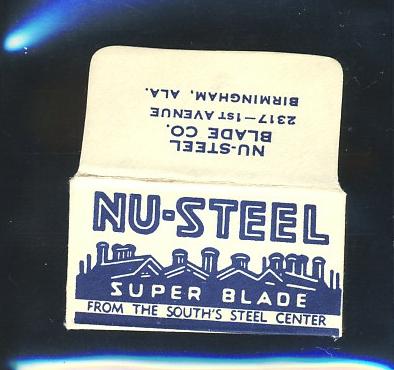 NU-STEEL
BLADE CO.
2317-1ST AVENUE
BIRMINGHAM, ALA.
NU-STEEL
SUPER BLADE
FROM THE SOUTH'S STEEL CENTER